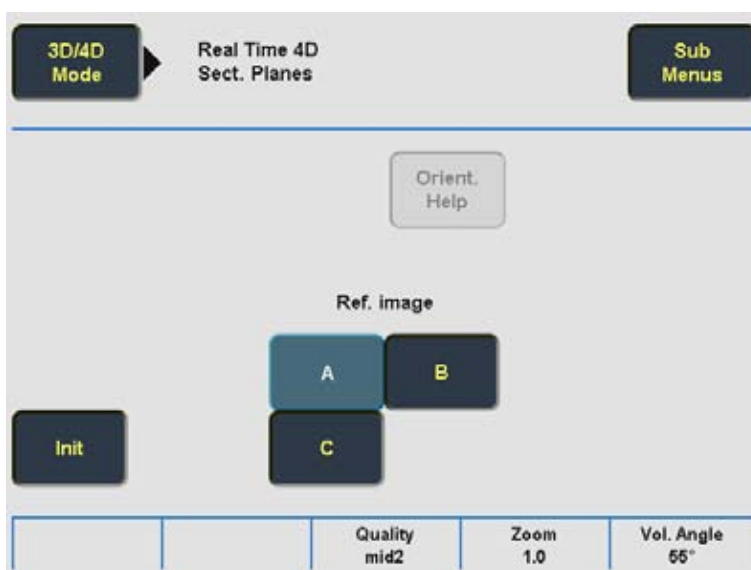 3D/4D
Mode
Real Time 4D
Sect. Planes
Sub
Menus
Orient.
Help
Ref. image
A
B
Init
C
Quality
mid2
Zoom
1.0
Vol. Angle
55°